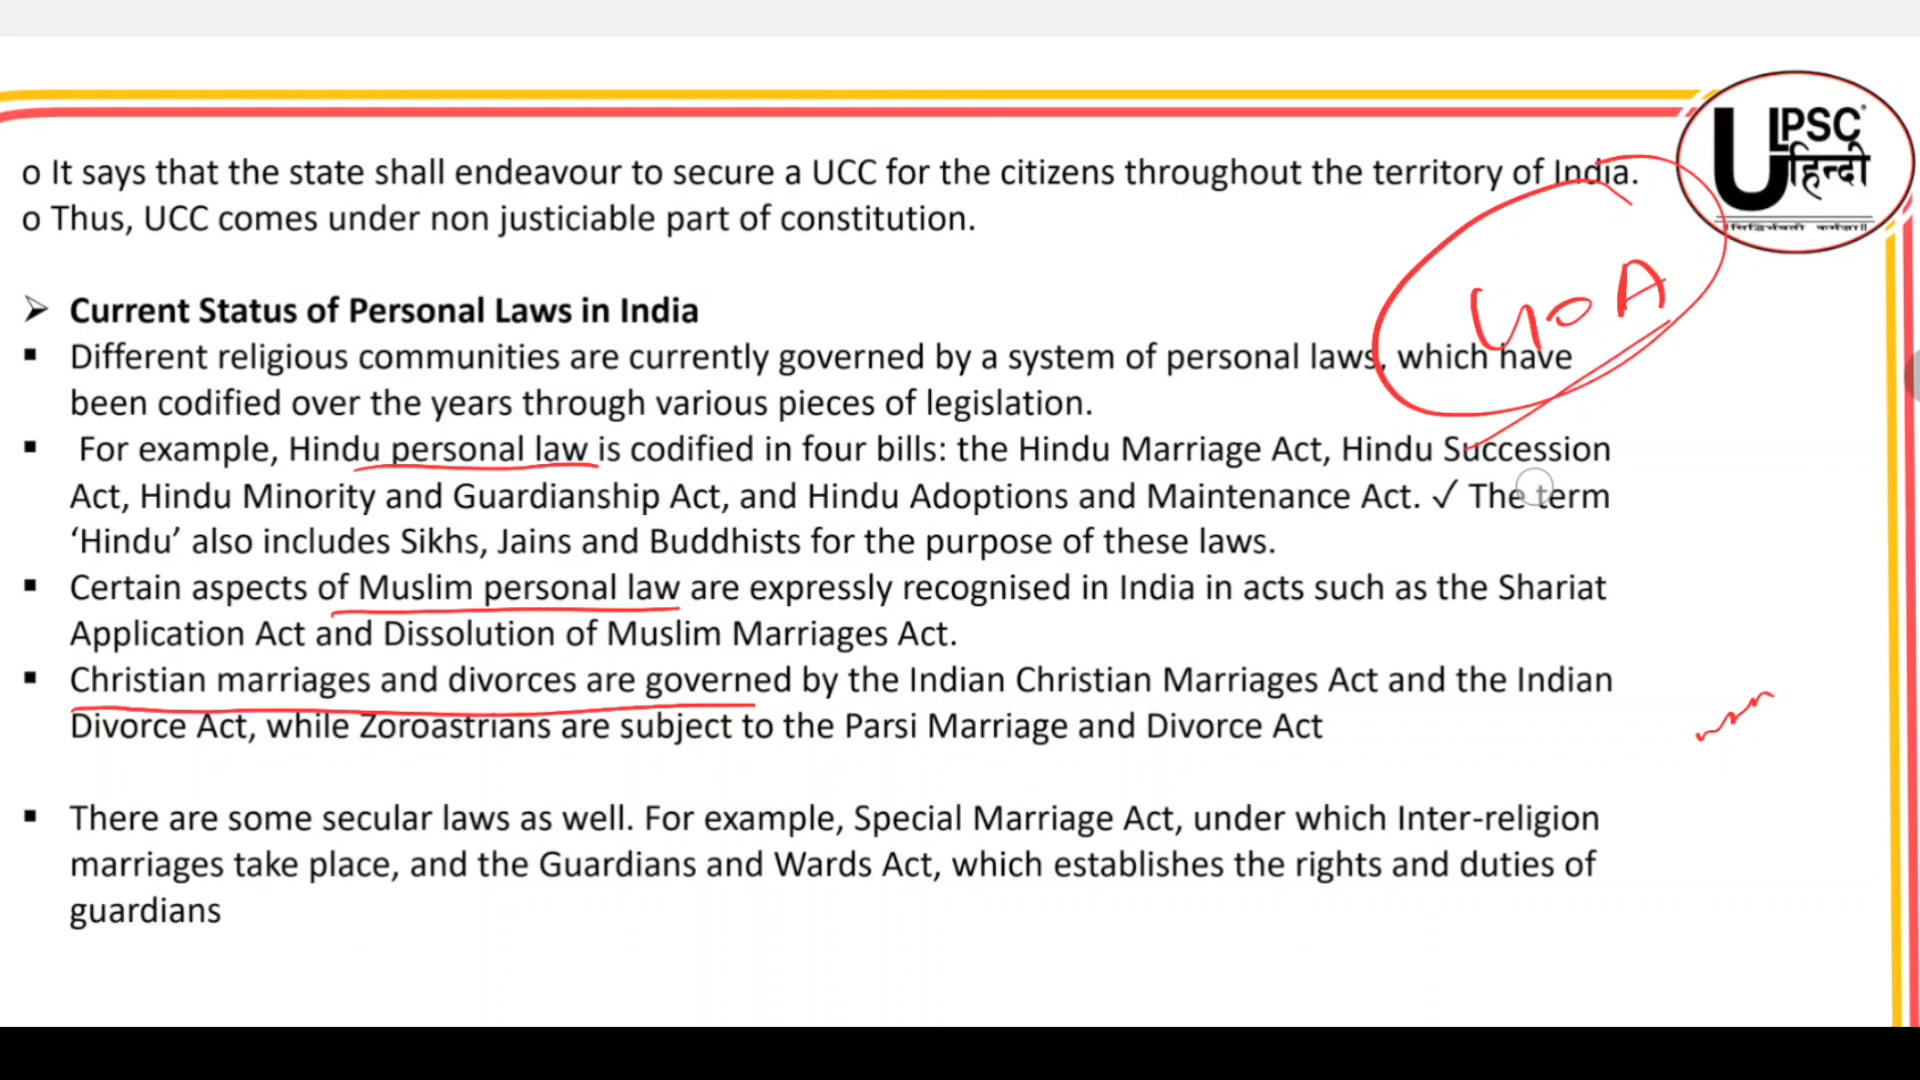 UPSC
हिन्दी
o It says that the state shall endeavour to secure a UCC for the citizens throughout the territory of India.
o Thus, UCC comes under non justiciable part of constitution.
GOA
➢ Current Status of Personal Laws in India
▪ Different religious communities are currently governed by a system of personal laws, which have
been codified over the years through various pieces of legislation.
▪ For example, Hindu personal law is codified in four bills: the Hindu Marriage Act, Hindu Succession
Act, Hindu Minority and Guardianship Act, and Hindu Adoptions and Maintenance Act. ✓ The term
‘Hindu’ also includes Sikhs, Jains and Buddhists for the purpose of these laws.
▪ Certain aspects of Muslim personal law are expressly recognised in India in acts such as the Shariat
Application Act and Dissolution of Muslim Marriages Act.
▪ Christian marriages and divorces are governed by the Indian Christian Marriages Act and the Indian
Divorce Act, while Zoroastrians are subject to the Parsi Marriage and Divorce Act
▪ There are some secular laws as well. For example, Special Marriage Act, under which Inter-religion
marriages take place, and the Guardians and Wards Act, which establishes the rights and duties of
guardians